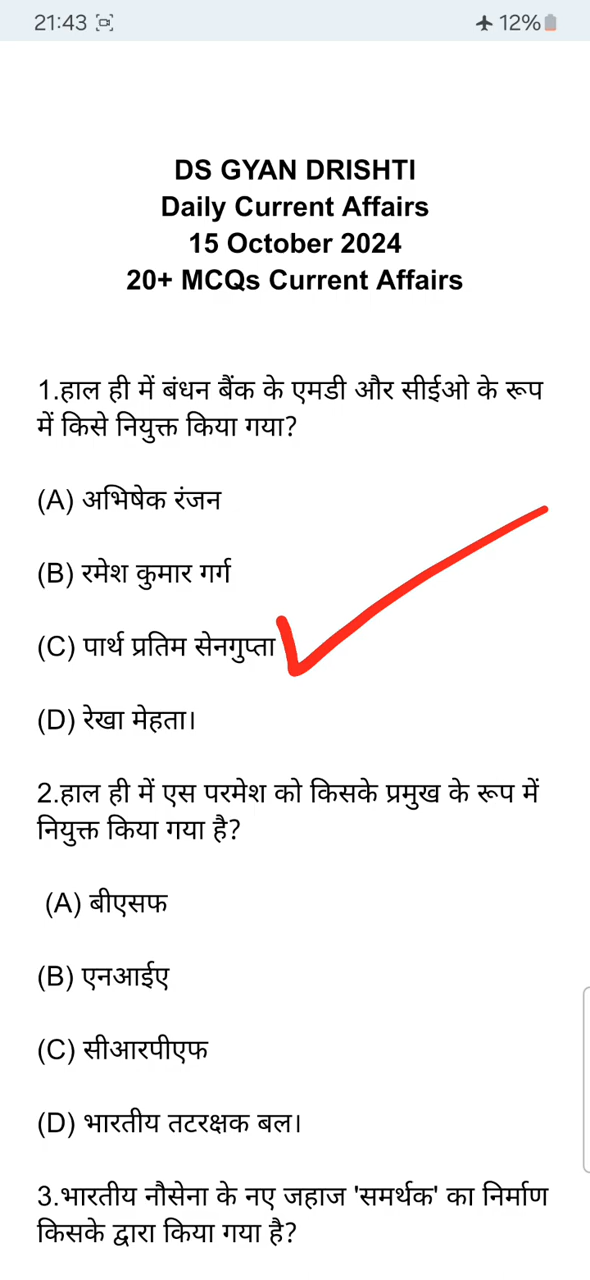 21:43
12%
DS GYAN DRISHTI
Daily Current Affairs
15 October 2024
20+ MCQs Current Affairs
1.हाल ही में बंधन बैंक के एमडी और सीईओ के रूप
में किसे नियुक्त किया गया?
(A) अभिषेक रंजन
(B) रमेश कुमार गर्ग
(C) पार्थ प्रतिम सेनगुप्ता
(D) रेखा मेहता।
2.हाल ही में एस परमेश को किसके प्रमुख के रूप में
नियुक्त किया गया है?
(A) बीएसफ
(B) एनआईए
(C) सीआरपीएफ
(D) भारतीय तटरक्षक बल।
3.भारतीय नौसेना के नए जहाज 'समर्थक' का निर्माण
किसके द्वारा किया गया है?